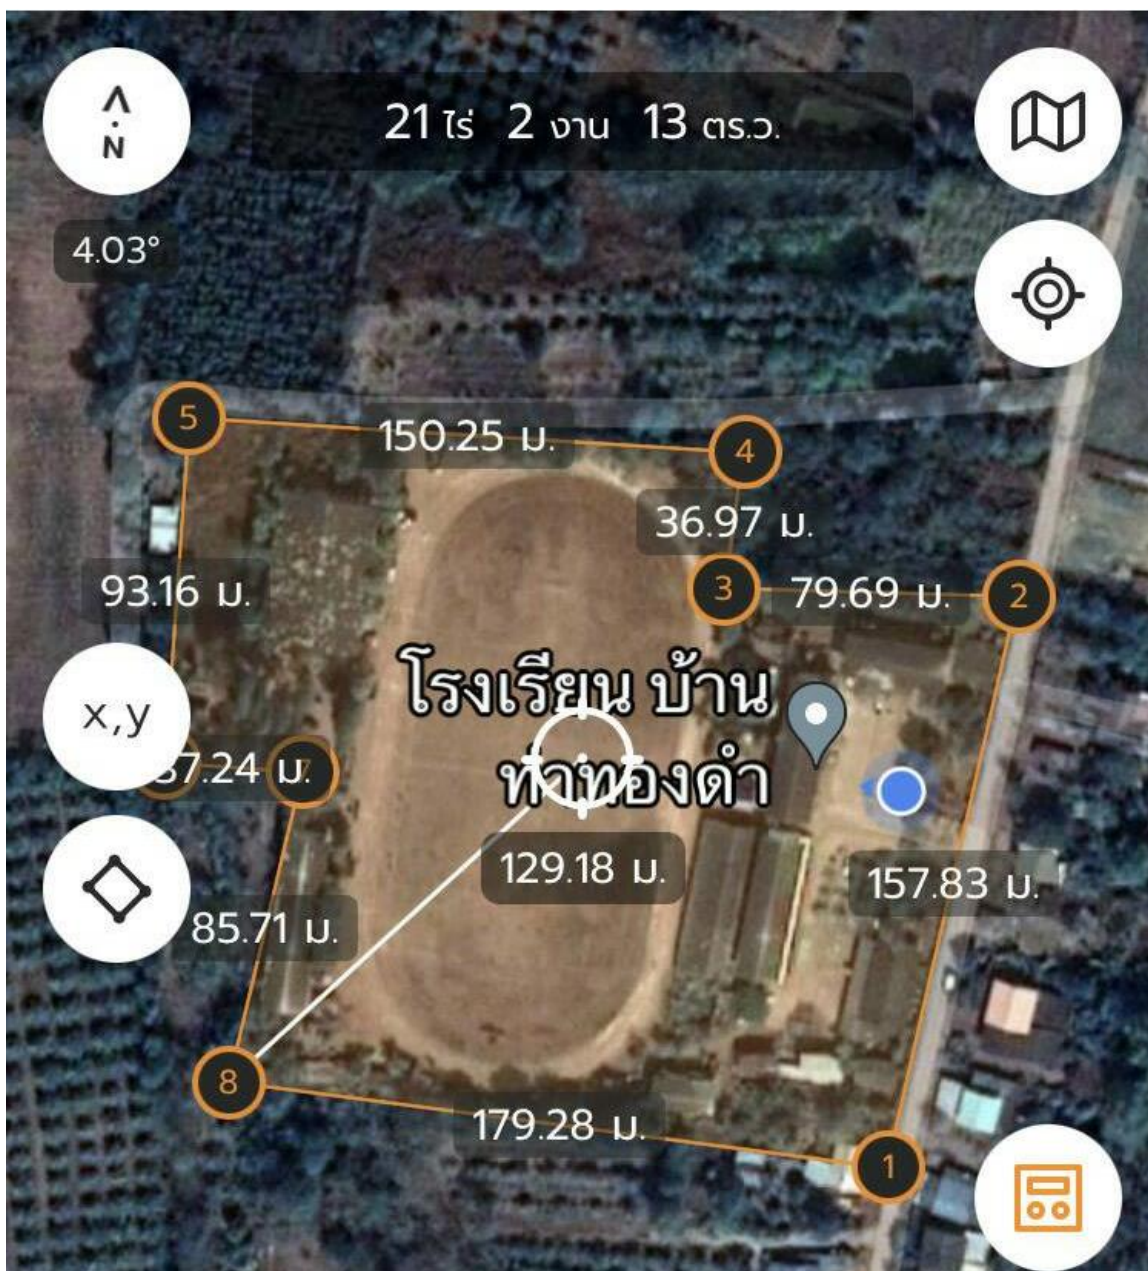 21 ไร่ 2 งาน 13 ตร.ว.
N
4.03°
5
150.25 ม.
4
36.97 ม.
93.16 ม.
3
79.69 ม.
2
โรงเรียน บ้าน
ท่าทองดำ
x,y
37.24 ม.
7
129.18 ม.
157.83 ม.
85.71 ม.
8
179.28 ม.
1